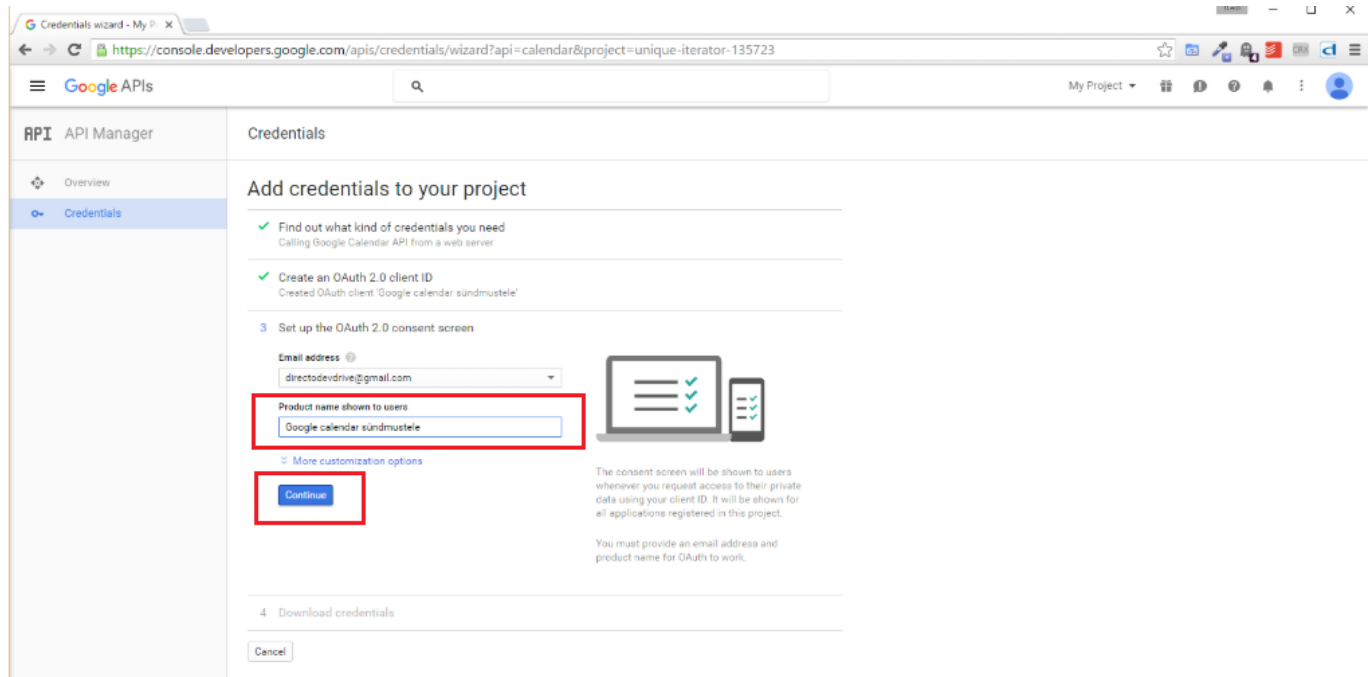 Credentials wizard - My P
https://console.developers.google.com/apis/credentials/wizard?api=calendar&project=unique-iterator-135723
Google APIs
My Project
API API Manager
Credentials
Overview
Credentials
Add credentials to your project
Find out what kind of credentials you need
Calling Google Calendar API from a web server
Create an OAuth 2.0 client ID
Created OAuth client 'Google calendar sündmustele'
3 Set up the OAuth 2.0 consent screen
Email address
directodevdrive@gmail.com
Product name shown to users
Google calendar sündmustele
More customization options
Continue
The consent screen will be shown to users
whenever you request access to their private
data using your client ID. It will be shown for
all applications registered in this project.
You must provide an email address and
product name for OAuth to work.
4 Download credentials
Cancel